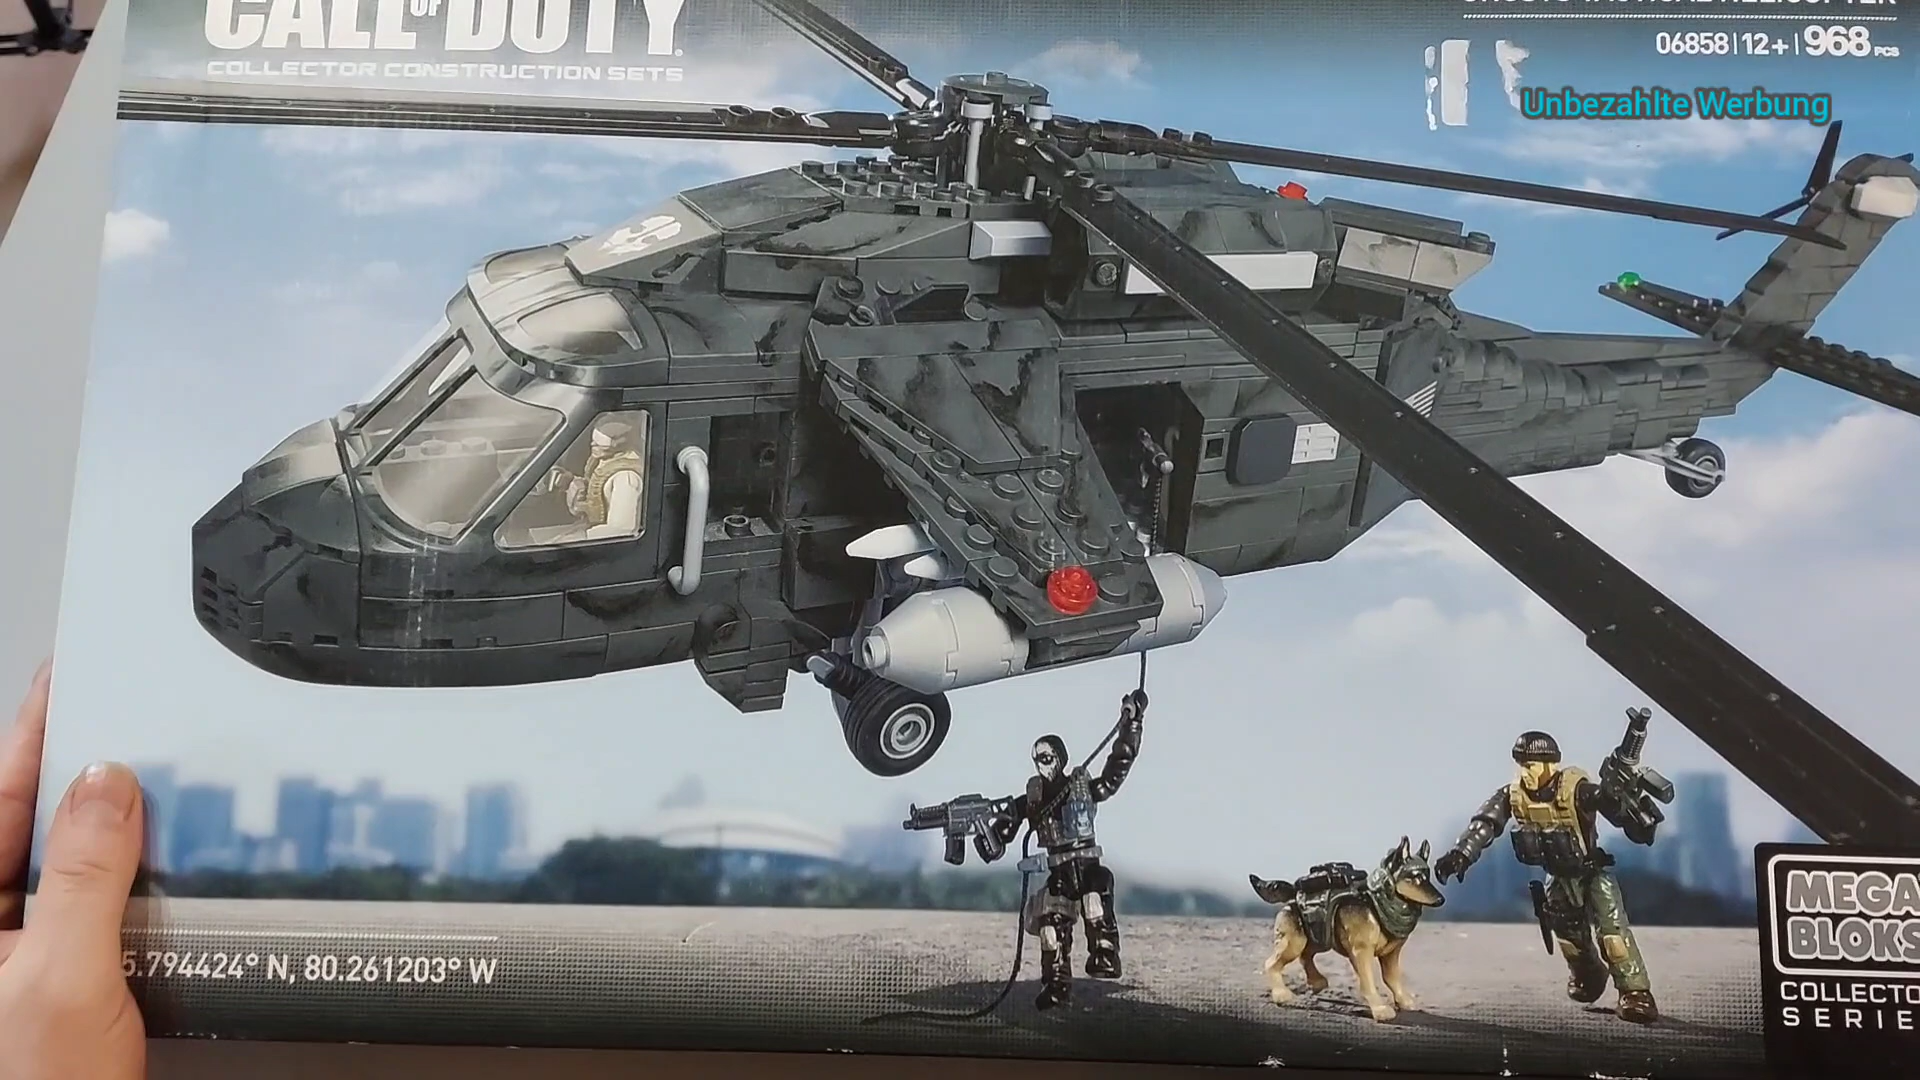 CALL OF DUTY
COLLECTOR CONSTRUCTION SETS
06858 | 12+ | 968 PCS
Unbezahlte Werbung
5.794424° N, 80.261203° W
MEGA
BLOKS
COLLECTO
SERIE